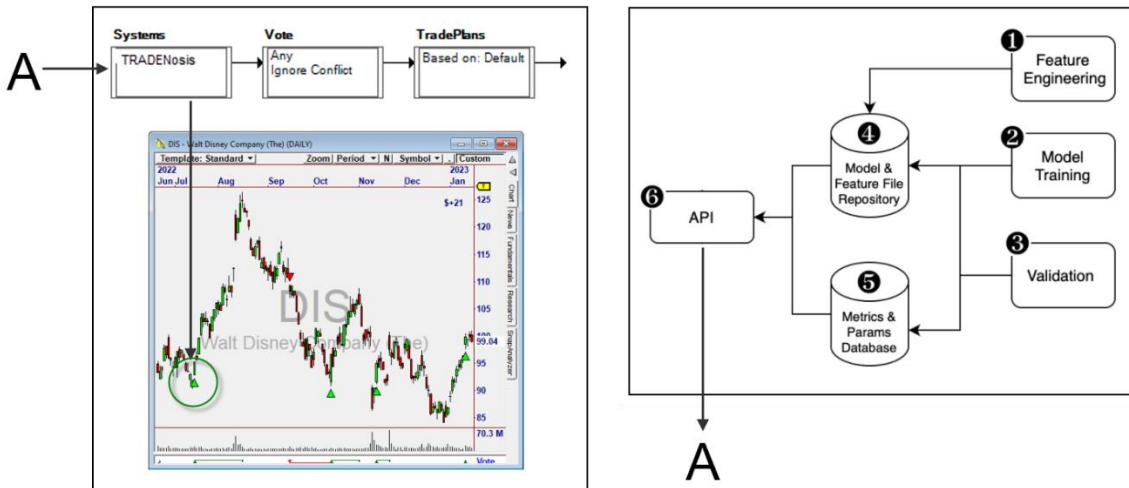 A
Systems
TRADENosis
Vote
Any
Ignore Conflict
TradePlans
Based on: Default
DIS - Walt Disney Company (The) (DAILY)
Template: Standard
Zoom
Period
N
Symbol
.
Custom
2022
2023
Jun Jul
Aug
Sep
Oct
Nov
Dec
Jan
$+21
125
120
115
110
105
100
99.04
95
90
85
70.3 M
Vote
Chart
News
Fundamentals
Research
SnapAnalyzer
DIS
Walt Disney Company (The)
1
Feature
Engineering
2
Model
Training
3
Validation
4
Model &
Feature File
Repository
5
Metrics &
Params
Database
6
API
A